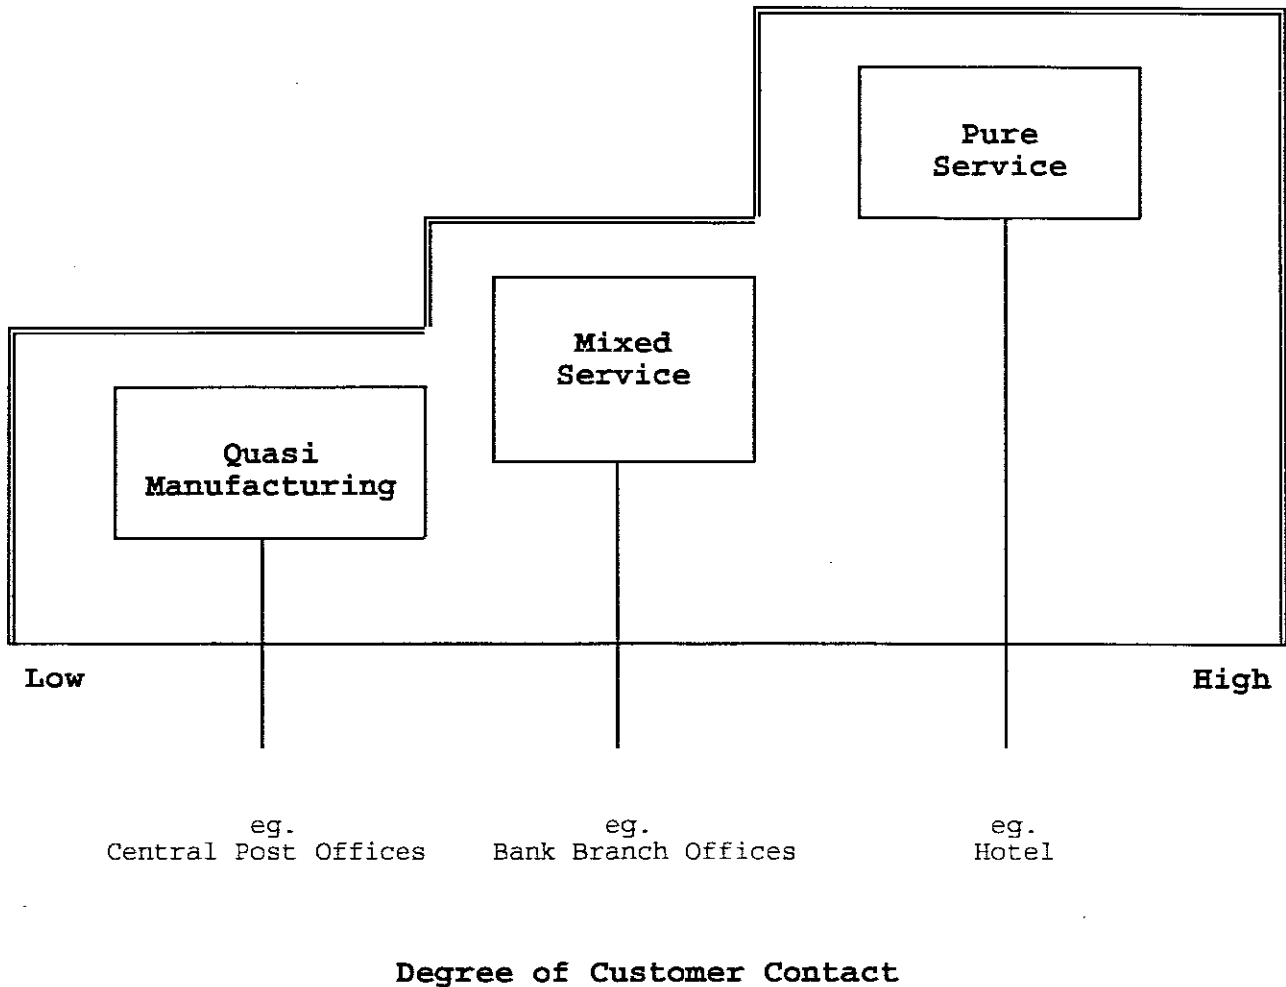 Pure
Service
Mixed
Service
Quasi
Manufacturing
Low
High
eg.
Central Post Offices
eg.
Bank Branch Offices
eg.
Hotel
Degree of Customer Contact